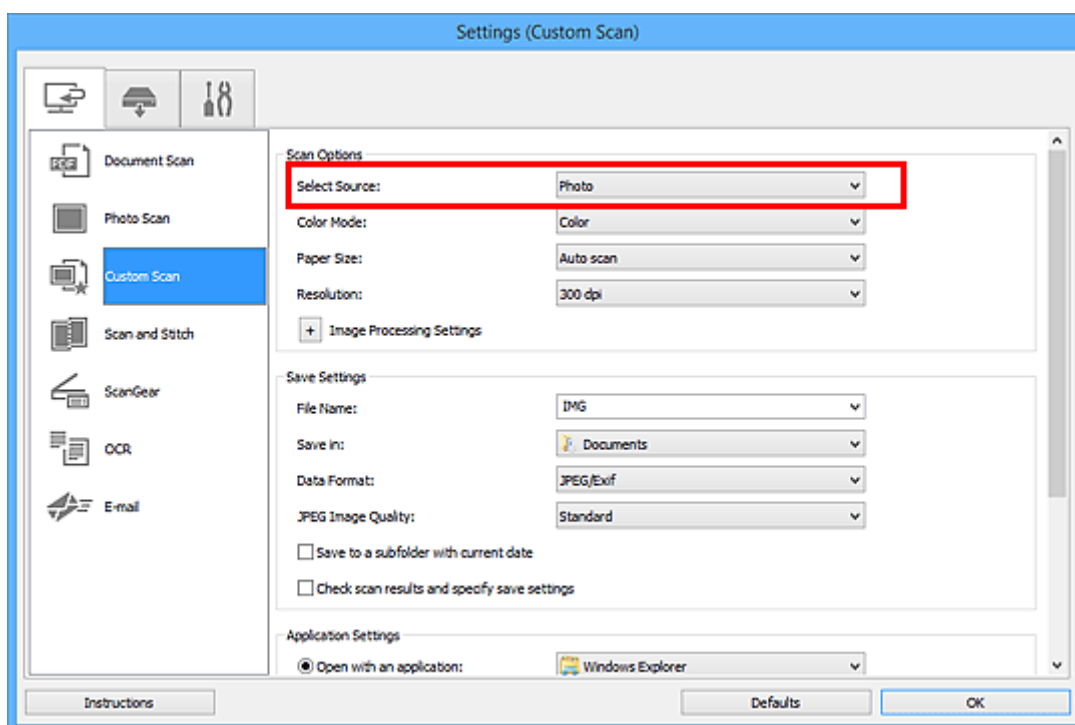 Settings (Custom Scan)
PDF
Document Scan
Photo Scan
Custom Scan
Scan and Stitch
ScanGear
OCR
E-mail
Scan Options
Select Source: Photo
Color Mode: Color
Paper Size: Auto scan
Resolution: 300 dpi
+ Image Processing Settings
Save Settings
File Name: IMG
Save in: Documents
Data Format: JPEG/Exif
JPEG Image Quality: Standard
Save to a subfolder with current date
Check scan results and specify save settings
Application Settings
Open with an application: Windows Explorer
Instructions Defaults OK